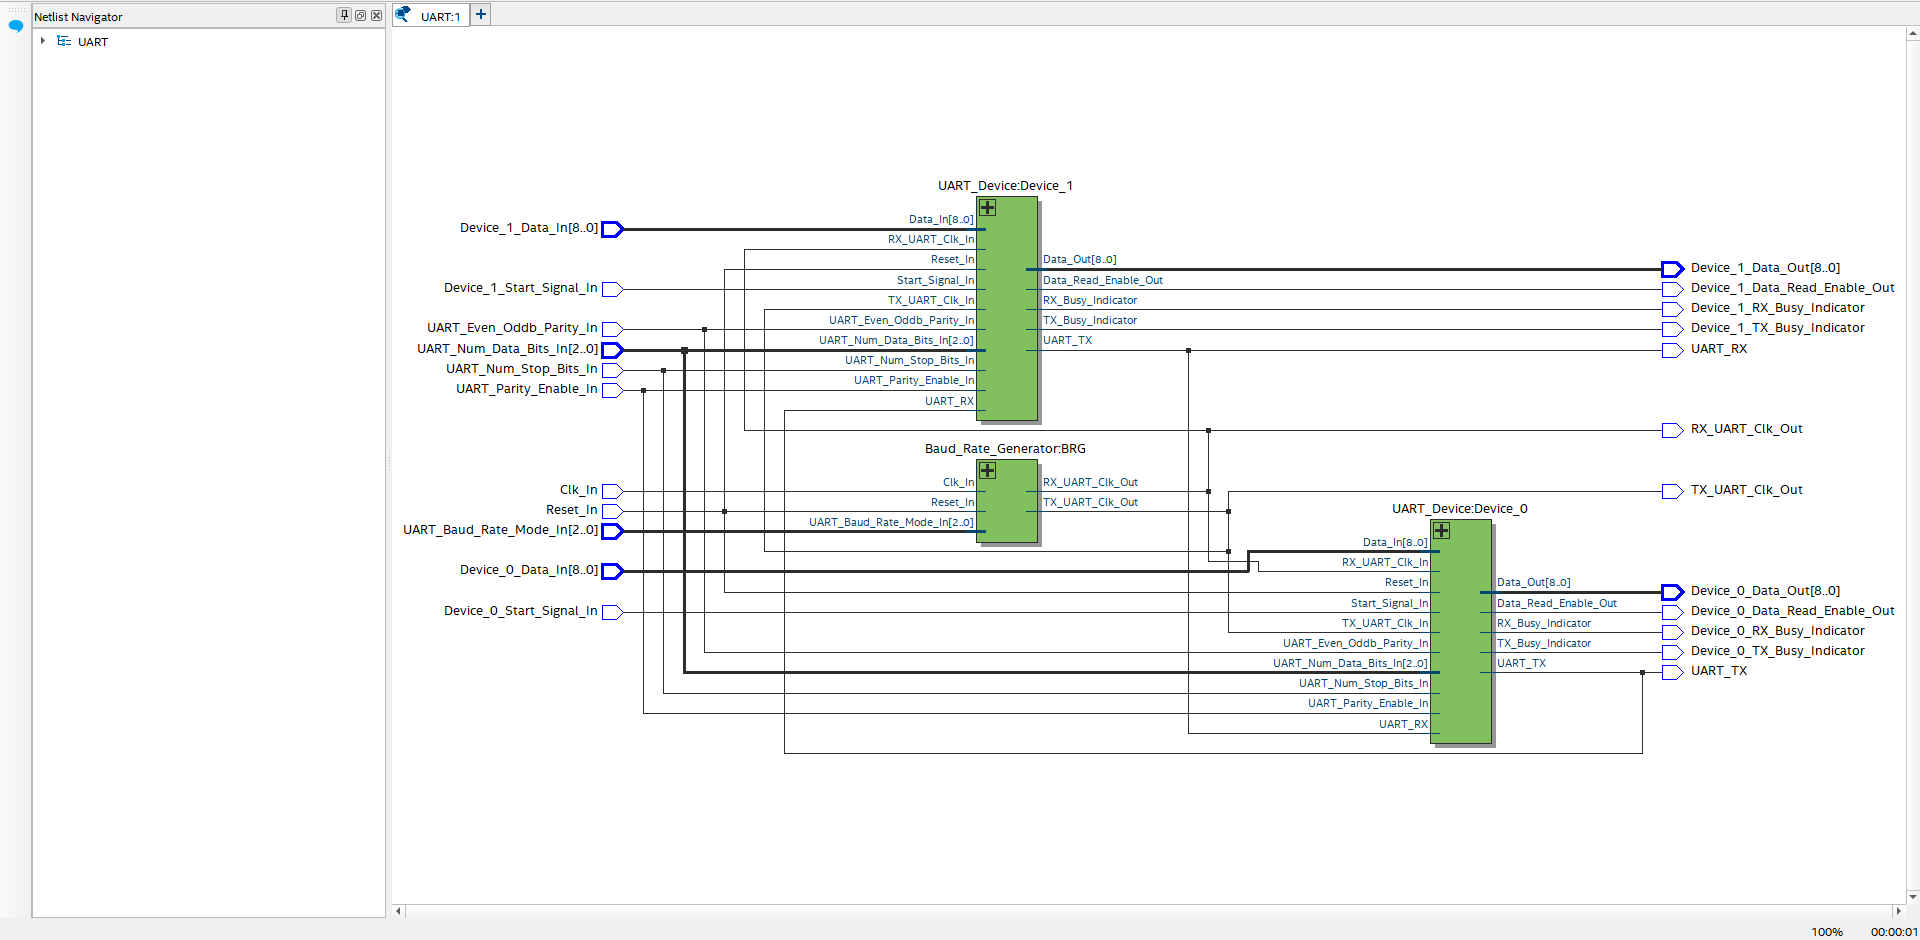 Netlist Navigator
UART
UART:1
UART_Device:Device_1
Device_1_Data_In[8..0]
Device_1_Start_Signal_In
UART_Even_Oddb_Parity_In
UART_Num_Data_Bits_In[2..0]
UART_Num_Stop_Bits_In
UART_Parity_Enable_In
Data_In[8..0]
RX_UART_Clk_In
Reset_In
Start_Signal_In
TX_UART_Clk_In
UART_Even_Oddb_Parity_In
UART_Num_Data_Bits_In[2..0]
UART_Num_Stop_Bits_In
UART_Parity_Enable_In
UART_RX
Data_Out[8..0]
Data_Read_Enable_Out
RX_Busy_Indicator
TX_Busy_Indicator
UART_TX
Device_1_Data_Out[8..0]
Device_1_Data_Read_Enable_Out
Device_1_RX_Busy_Indicator
Device_1_TX_Busy_Indicator
UART_RX
RX_UART_Clk_Out
TX_UART_Clk_Out
Baud_Rate_Generator:BRG
Clk_In
Reset_In
UART_Baud_Rate_Mode_In[2..0]
Device_0_Data_In[8..0]
Device_0_Start_Signal_In
Clk_In
Reset_In
UART_Baud_Rate_Mode_In[2..0]
RX_UART_Clk_Out
TX_UART_Clk_Out
UART_Device:Device_0
Data_In[8..0]
RX_UART_Clk_In
Reset_In
Start_Signal_In
TX_UART_Clk_In
UART_Even_Oddb_Parity_In
UART_Num_Data_Bits_In[2..0]
UART_Num_Stop_Bits_In
UART_Parity_Enable_In
UART_RX
Data_Out[8..0]
Data_Read_Enable_Out
RX_Busy_Indicator
TX_Busy_Indicator
UART_TX
Device_0_Data_Out[8..0]
Device_0_Data_Read_Enable_Out
Device_0_RX_Busy_Indicator
Device_0_TX_Busy_Indicator
UART_TX
100% 00:00:01